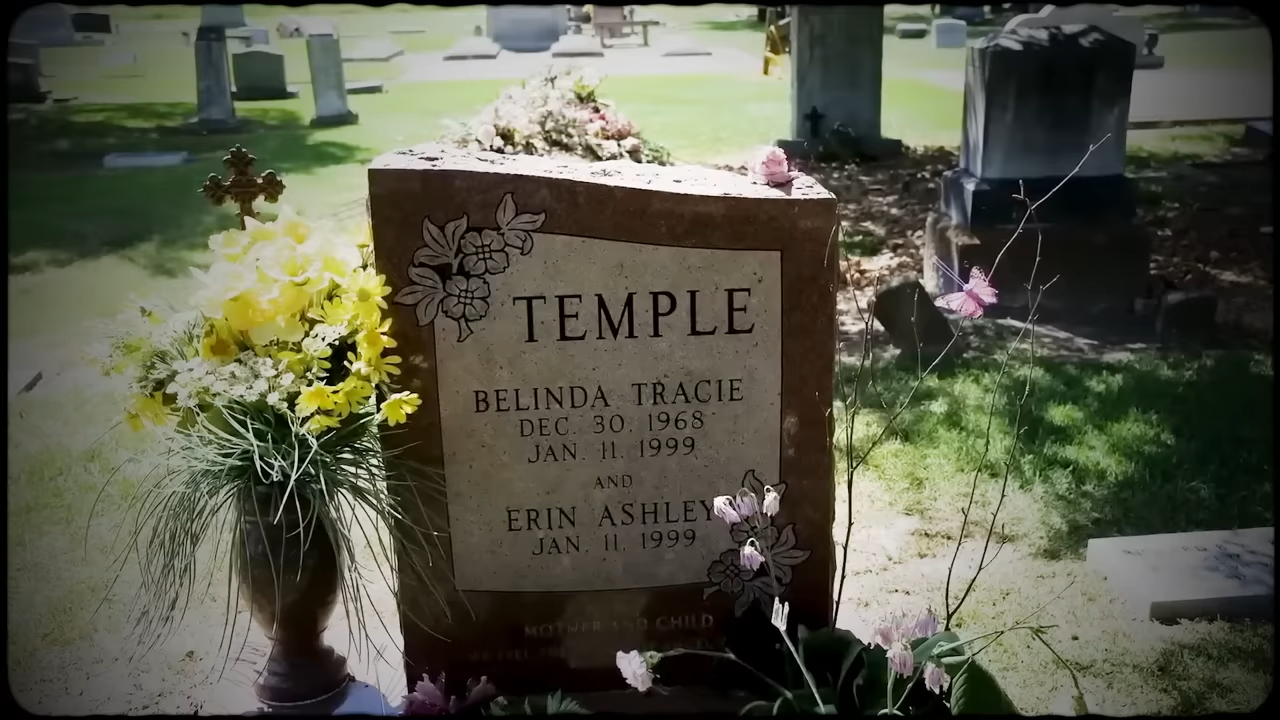 TEMPLE
BELINDA TRACIE
DEC. 30. 1968
JAN. 11. 1999
AND
ERIN ASHLEY
JAN. 11. 1999
MOTHER AND CHILD